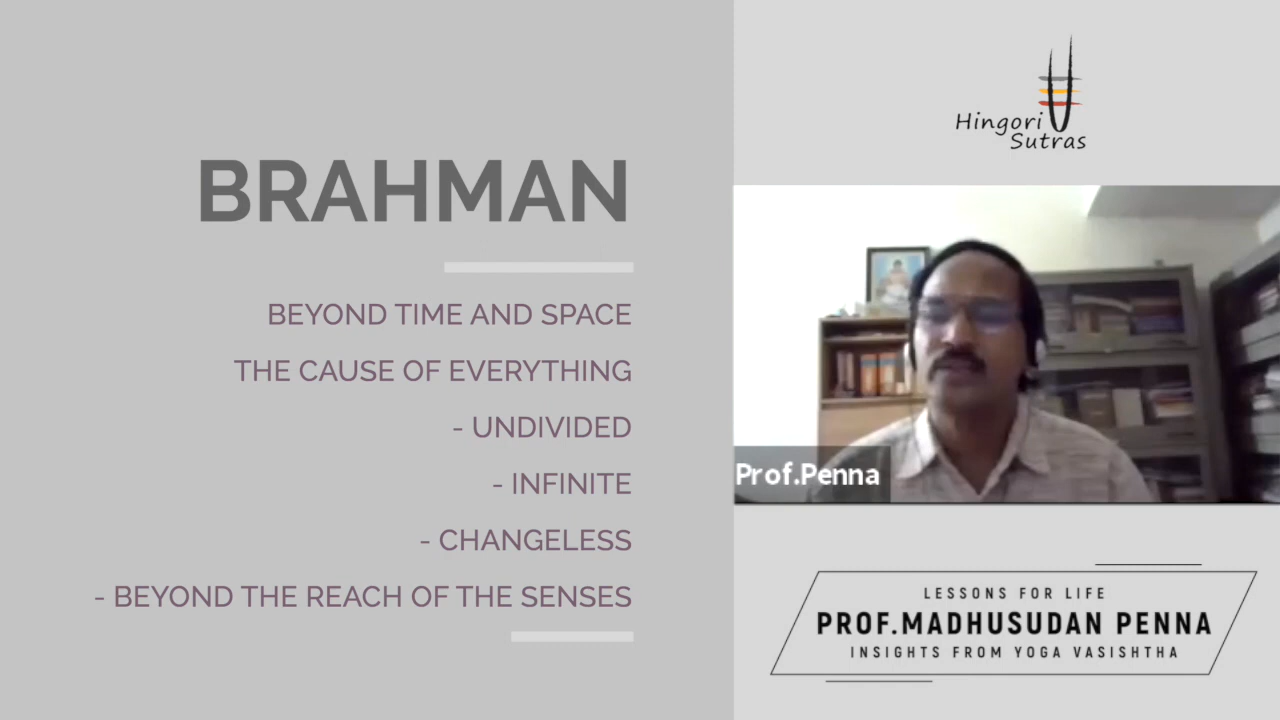 BRAHMAN
BEYOND TIME AND SPACE
THE CAUSE OF EVERYTHING
- UNDIVIDED
- INFINITE
- CHANGELESS
- BEYOND THE REACH OF THE SENSES
Hingori
Sutras
Prof.Penna
LESSONS FOR LIFE
PROF.MADHUSUDAN PENNA
INSIGHTS FROM YOGA VASISHTHA